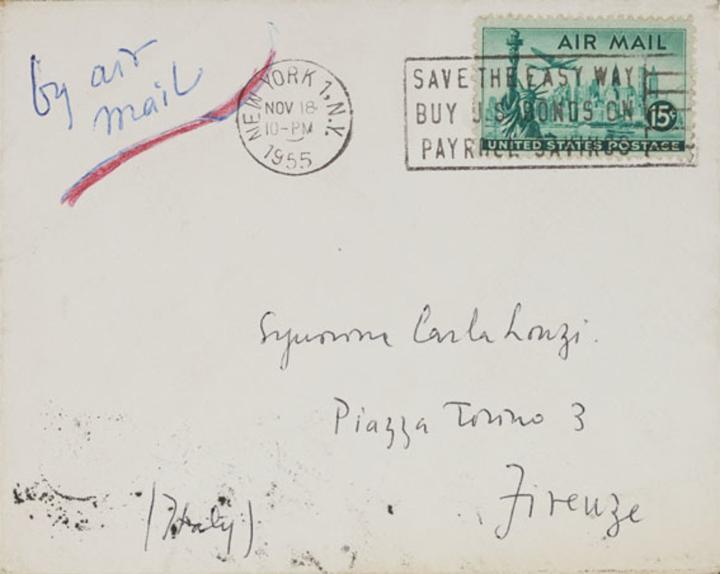 by air
mail
NEW YORK 1, N.Y.
NOV 18
10-PM
1955
SAVE THE EASY WAY
BUY U.S. BONDS ON
PAYROLL SAVINGS
AIR MAIL
15¢
UNITED STATES POSTAGE
Signorina Carla Lonzi.
Piazza Torino 3
Firenze
(Italy)